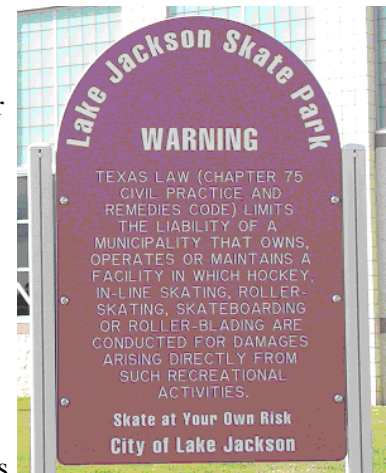 Lake Jackson Skate Park
WARNING
TEXAS LAW (CHAPTER 75
CIVIL PRACTICE AND
REMEDIES CODE) LIMITS
THE LIABILITY OF A
MUNICIPALITY THAT OWNS,
OPERATES OR MAINTAINS A
FACILITY IN WHICH HOCKEY,
IN-LINE SKATING, ROLLER-
SKATING, SKATEBOARDING
OR ROLLER-BLADING ARE
CONDUCTED FOR DAMAGES
ARISING DIRECTLY FROM
SUCH RECREATIONAL
ACTIVITIES.
Skate at Your Own Risk
City of Lake Jackson